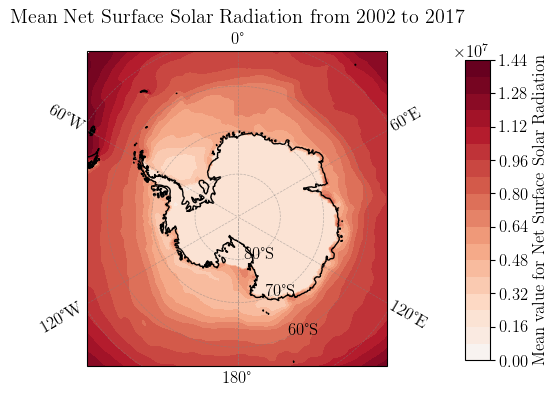 Mean Net Surface Solar Radiation from 2002 to 2017
0°
×10⁷
60°W
60°E
120°W
120°E
180°
80°S
70°S
60°S
1.44
1.28
1.12
0.96
0.80
0.64
0.48
0.32
0.16
0.00
Mean value for Net Surface Solar Radiation